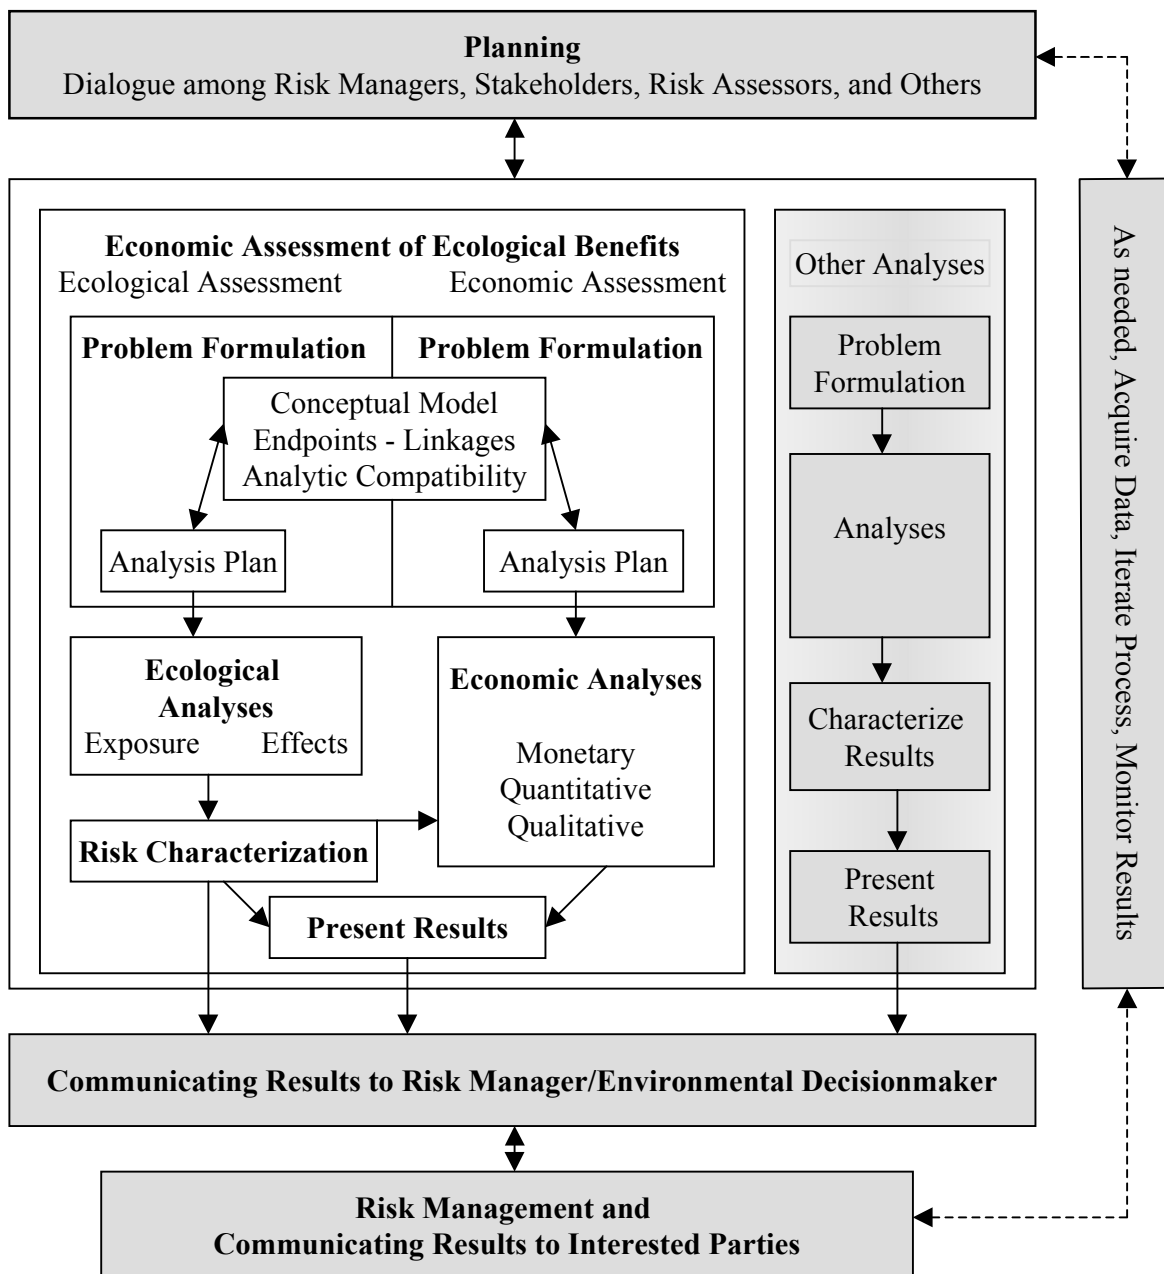 Planning
Dialogue among Risk Managers, Stakeholders, Risk Assessors, and Others
Economic Assessment of Ecological Benefits
Ecological Assessment
Economic Assessment
Problem Formulation
Problem Formulation
Conceptual Model
Endpoints - Linkages
Analytic Compatibility
Analysis Plan
Analysis Plan
Ecological
Analyses
Exposure
Effects
Economic Analyses
Monetary
Quantitative
Qualitative
Risk Characterization
Present Results
Other Analyses
Problem
Formulation
Analyses
Characterize
Results
Present
Results
As needed, Acquire Data, Iterate Process, Monitor Results
Communicating Results to Risk Manager/Environmental Decisionmaker
Risk Management and
Communicating Results to Interested Parties